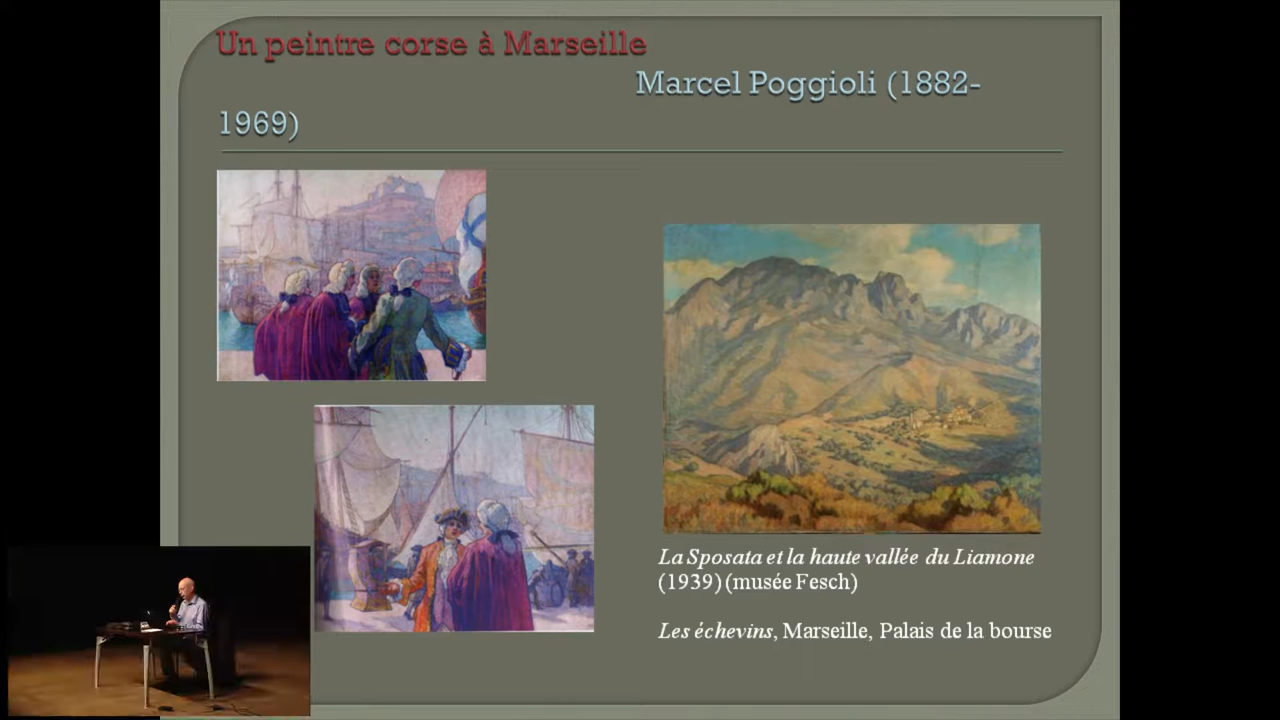 Un peintre corse à Marseille
Marcel Poggioli (1882-
1969)
La Sposata et la haute vallée du Liamone
(1939) (musée Fesch)
Les échevins, Marseille, Palais de la bourse